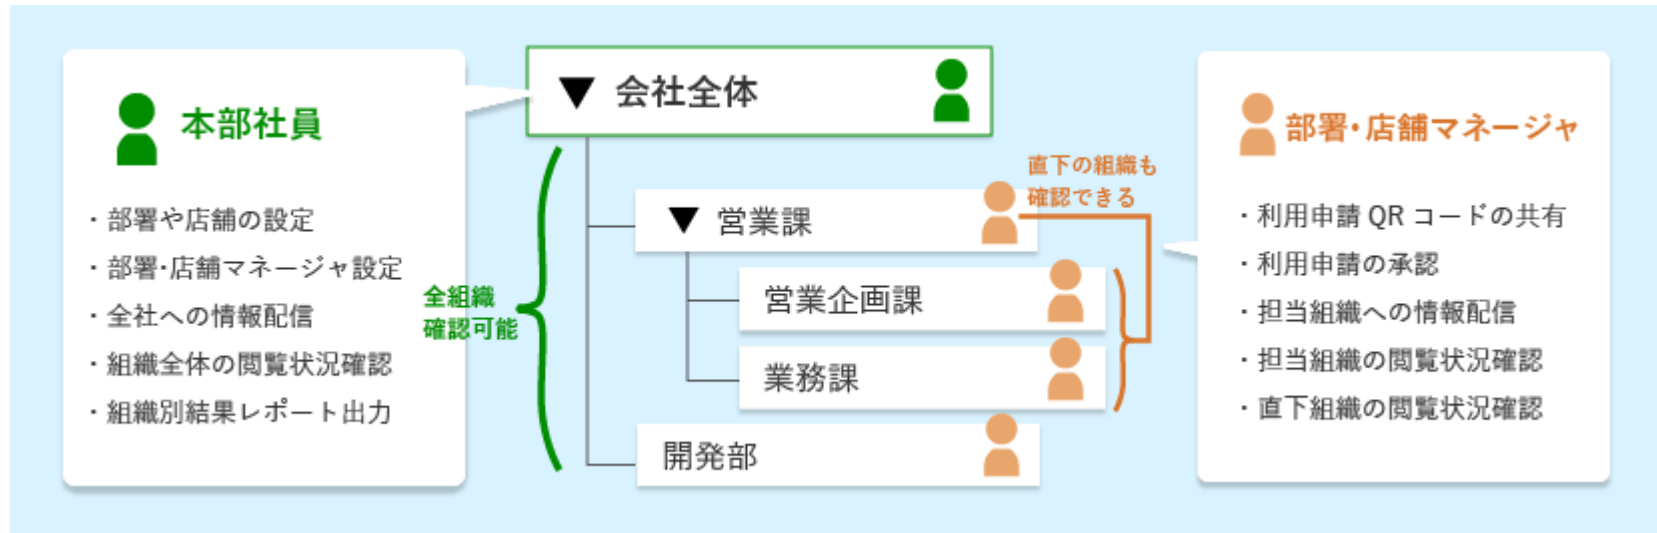 本部社員
・部署や店舗の設定
・部署・店舗マネージャ設定
・全社への情報配信
・組織全体の閲覧状況確認
・組織別結果レポート出力
全組織
確認可能
▼ 会社全体
▼ 営業課
営業企画課
業務課
開発部
直下の組織も
確認できる
部署・店舗マネージャ
・利用申請 QR コードの共有
・利用申請の承認
・担当組織への情報配信
・担当組織の閲覧状況確認
・直下組織の閲覧状況確認